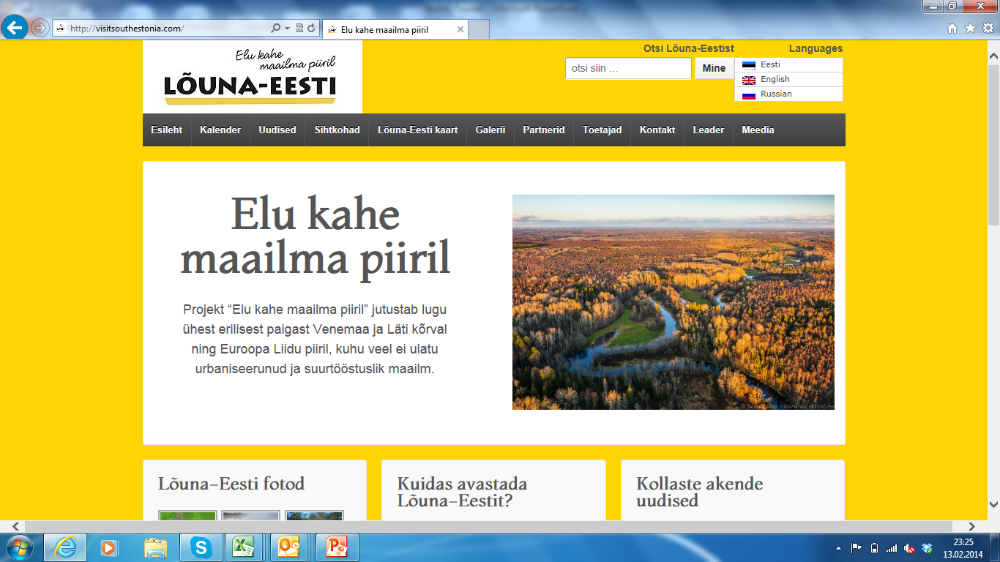 http://visitsouthestonia.com/
Elu kahe maailma piiril
Elu kahe
maailma piiril
LÕUNA-EESTI
Otsi Lõuna-Eestist
Languages
otsi siin …
Mine
Eesti
English
Russian
Esileht Kalender Uudised Sihtkohad Lõuna-Eesti kaart Galerii Partnerid Toetajad Kontakt Leader Meedia
Elu kahe
maailma piiril
Projekt “Elu kahe maailma piiril” jutustab lugu
ühest erilisest paigast Venemaa ja Läti kõrval
ning Euroopa Liidu piiril, kuhu veel ei ulatu
urbaniseerunud ja suurtööstuslik maailm.
© Sven Začek - www.zacekfoto.ee
Lõuna-Eesti fotod
Kuidas avastada
Lõuna-Eestit?
Kollaste akende
uudised
23:25
13.02.2014